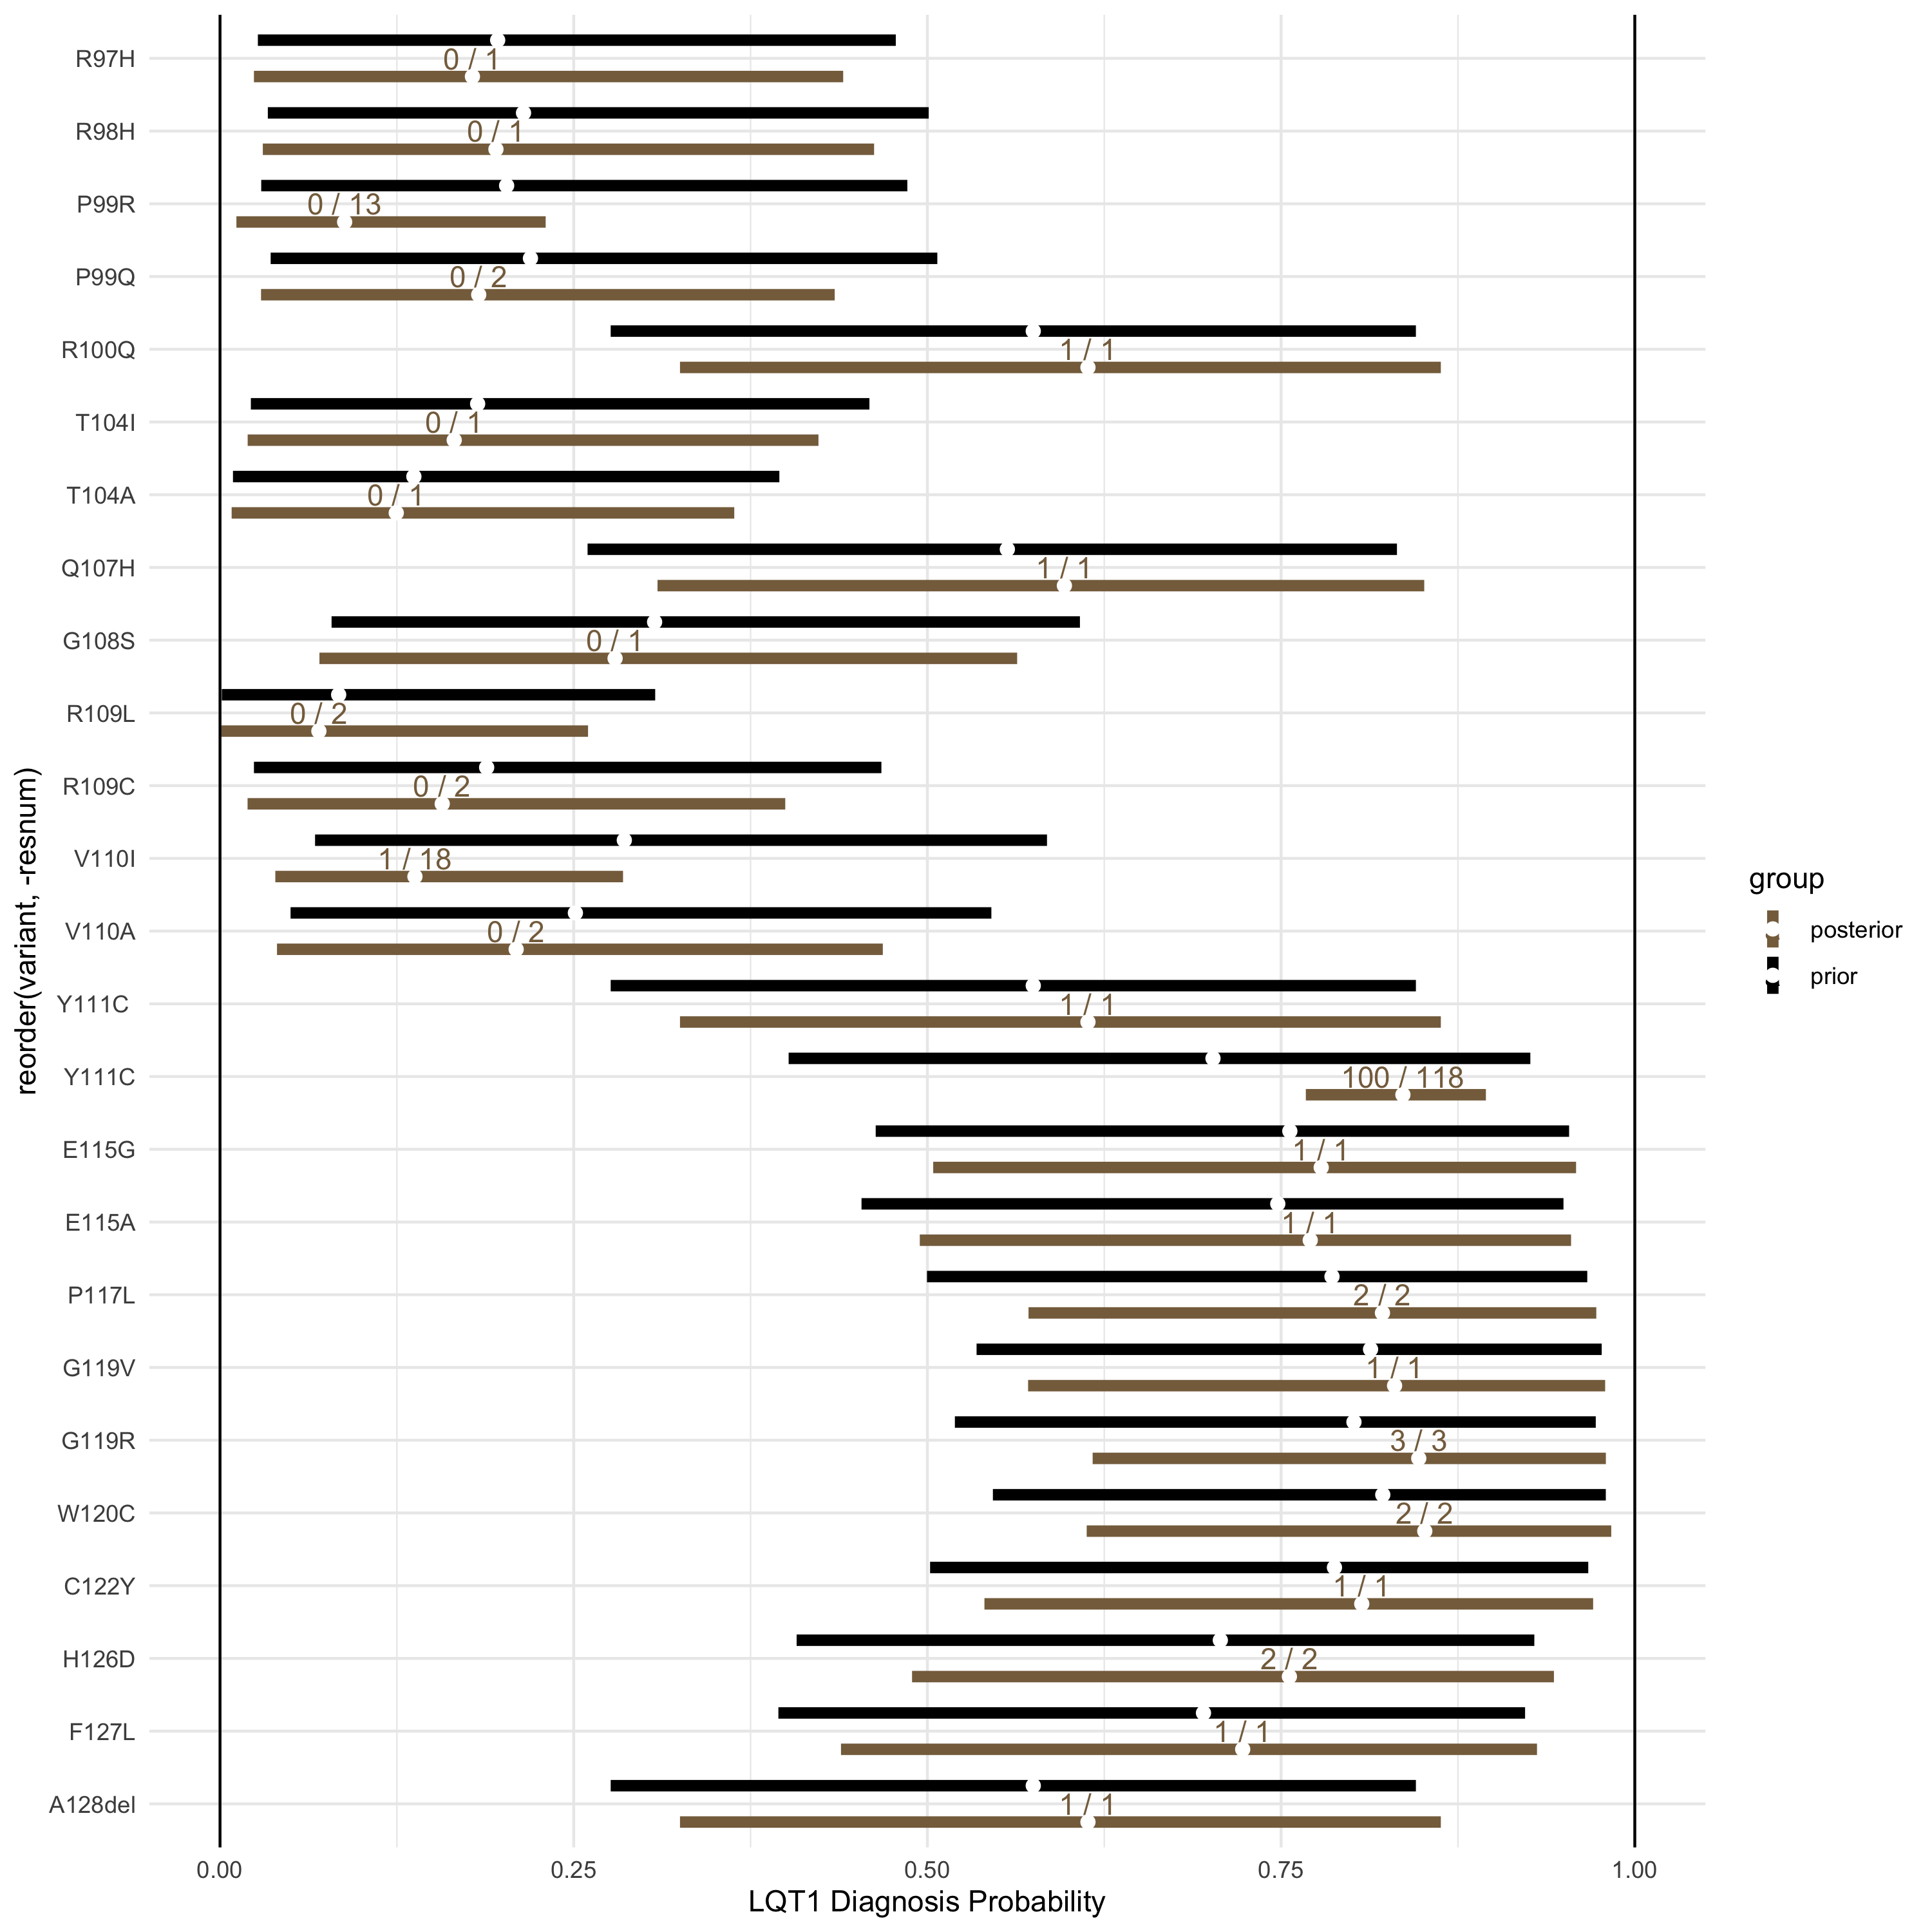 R97H
0 / 1
R98H
0 / 1
P99R
0 / 13
P99Q
0 / 2
R100Q
1 / 1
T104I
0 / 1
T104A
0 / 1
Q107H
1 / 1
G108S
0 / 1
R109L
0 / 2
R109C
0 / 2
V110I
1 / 18
V110A
0 / 2
Y111C
1 / 1
Y111C
100 / 118
E115G
1 / 1
E115A
1 / 1
P117L
2 / 2
G119V
1 / 1
G119R
3 / 3
W120C
2 / 2
C122Y
1 / 1
H126D
2 / 2
F127L
1 / 1
A128del
1 / 1
reorder(variant, -resnum)
0.00
0.25
0.50
0.75
1.00
LQT1 Diagnosis Probability
group
posterior
prior